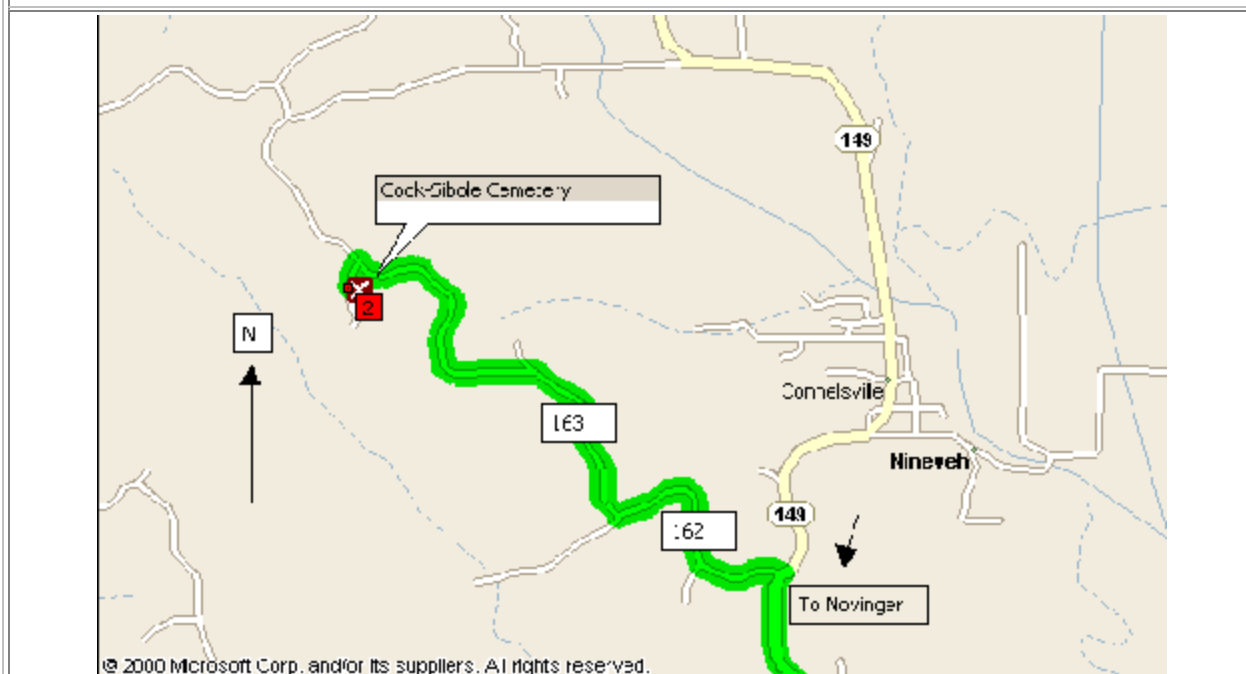 149
Cock-Sibole Cemetery
2
N
Connelsville
163
Nineveh
149
162
To Novinger
© 2000 Microsoft Corp. and/or its suppliers. All rights reserved.